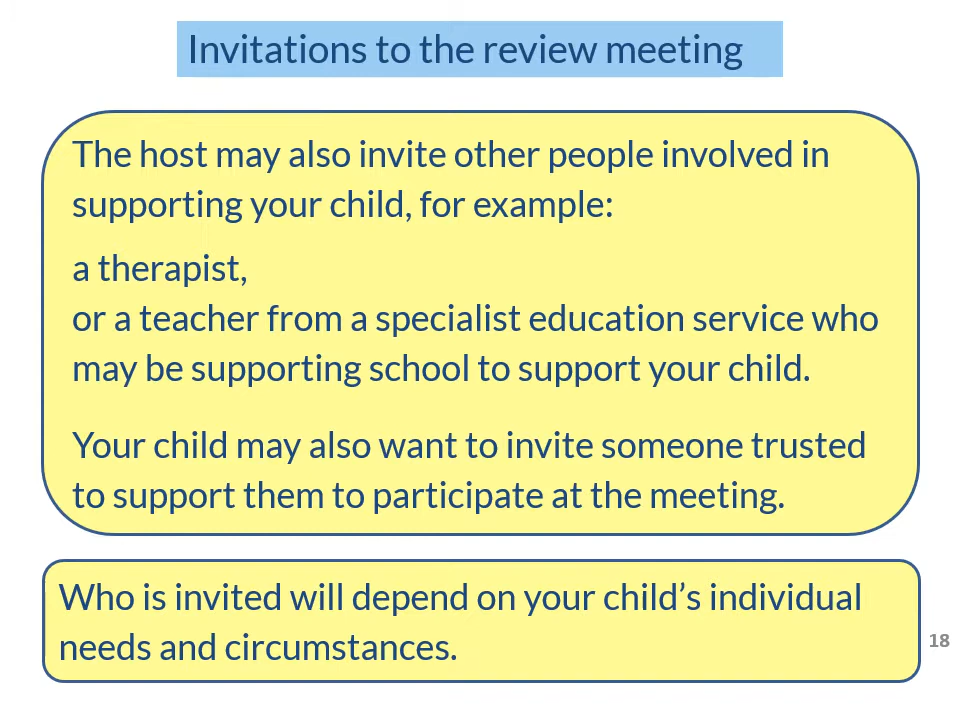 Invitations to the review meeting
The host may also invite other people involved in
supporting your child, for example:
a therapist,
or a teacher from a specialist education service who
may be supporting school to support your child.
Your child may also want to invite someone trusted
to support them to participate at the meeting.
Who is invited will depend on your child’s individual
needs and circumstances.
18